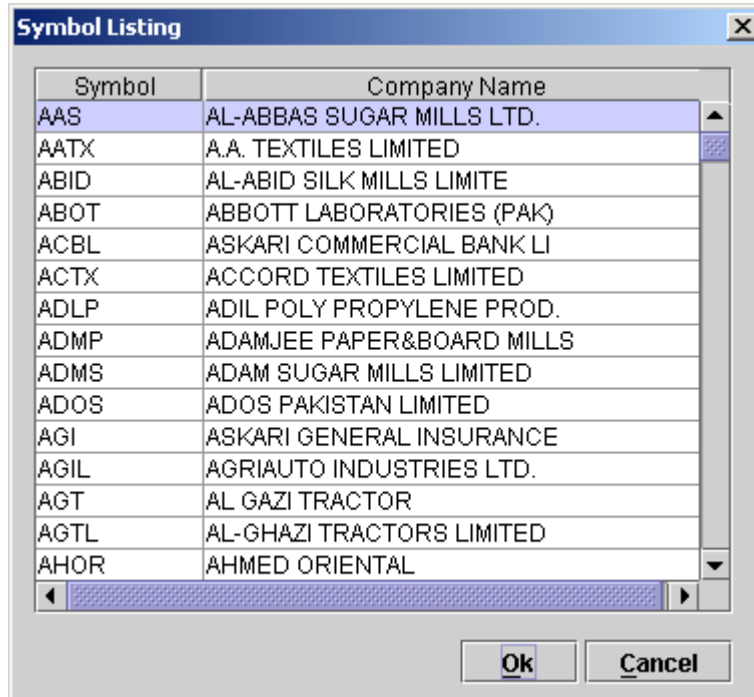 Symbol Listing
Symbol Company Name
AAS AL-ABBAS SUGAR MILLS LTD.
AATX A.A. TEXTILES LIMITED
ABID AL-ABID SILK MILLS LIMITE
ABOT ABBOTT LABORATORIES (PAK)
ACBL ASKARI COMMERCIAL BANK LI
ACTX ACCORD TEXTILES LIMITED
ADLP ADIL POLY PROPYLENE PROD.
ADMP ADAMJEE PAPER&BOARD MILLS
ADMS ADAM SUGAR MILLS LIMITED
ADOS ADOS PAKISTAN LIMITED
AGI ASKARI GENERAL INSURANCE
AGIL AGRIAUTO INDUSTRIES LTD.
AGT AL GAZI TRACTOR
AGTL AL-GHAZI TRACTORS LIMITED
AHOR AHMED ORIENTAL
Ok Cancel